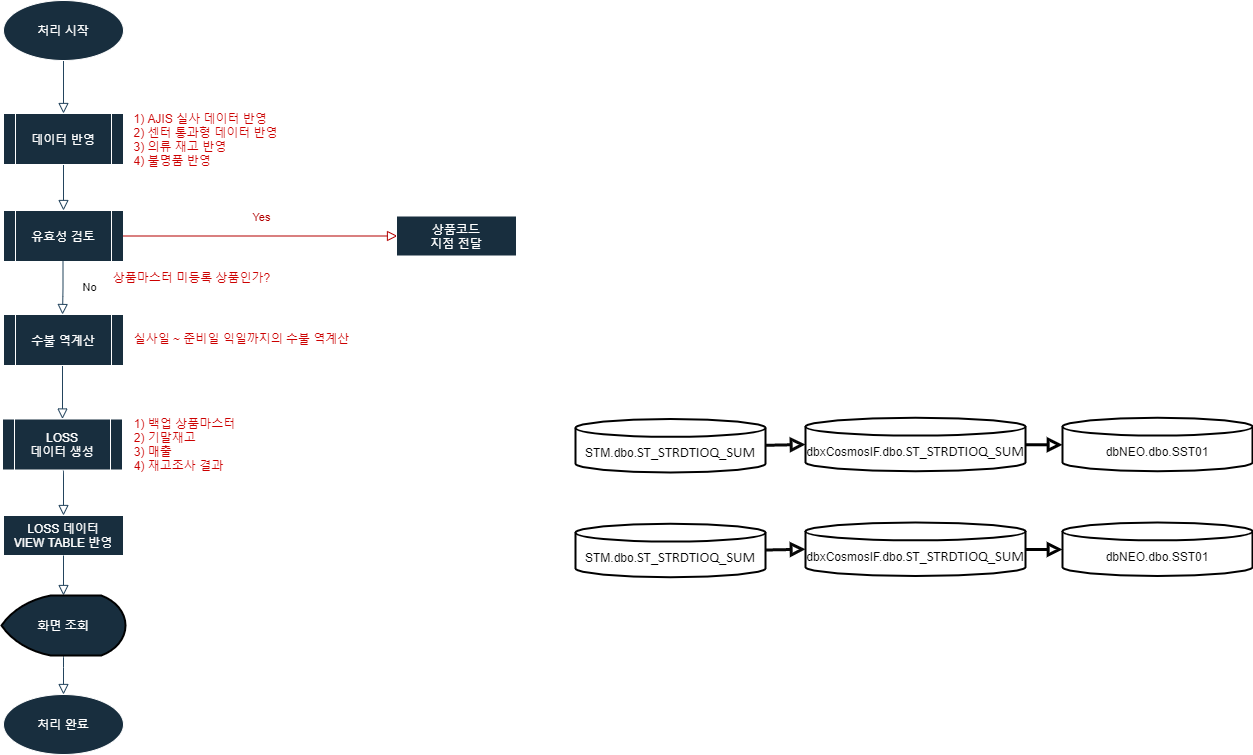 처리 시작
데이터 반영
1) AJIS 실사 데이터 반영
2) 센터 통과형 데이터 반영
3) 의류 재고 반영
4) 불명품 반영
유효성 검토
Yes
상품코드
지점 전달
No
상품마스터 미등록 상품인가?
수불 역계산
실사일 ~ 준비일 익일까지의 수불 역계산
LOSS
데이터 생성
1) 백업 상품마스터
2) 기말재고
3) 매출
4) 재고조사 결과
STM.dbo.ST_STRDTIOQ_SUM
dbxCosmosIF.dbo.ST_STRDTIOQ_SUM
dbNEO.dbo.SST01
LOSS 데이터
VIEW TABLE 반영
STM.dbo.ST_STRDTIOQ_SUM
dbxCosmosIF.dbo.ST_STRDTIOQ_SUM
dbNEO.dbo.SST01
화면 조회
처리 완료